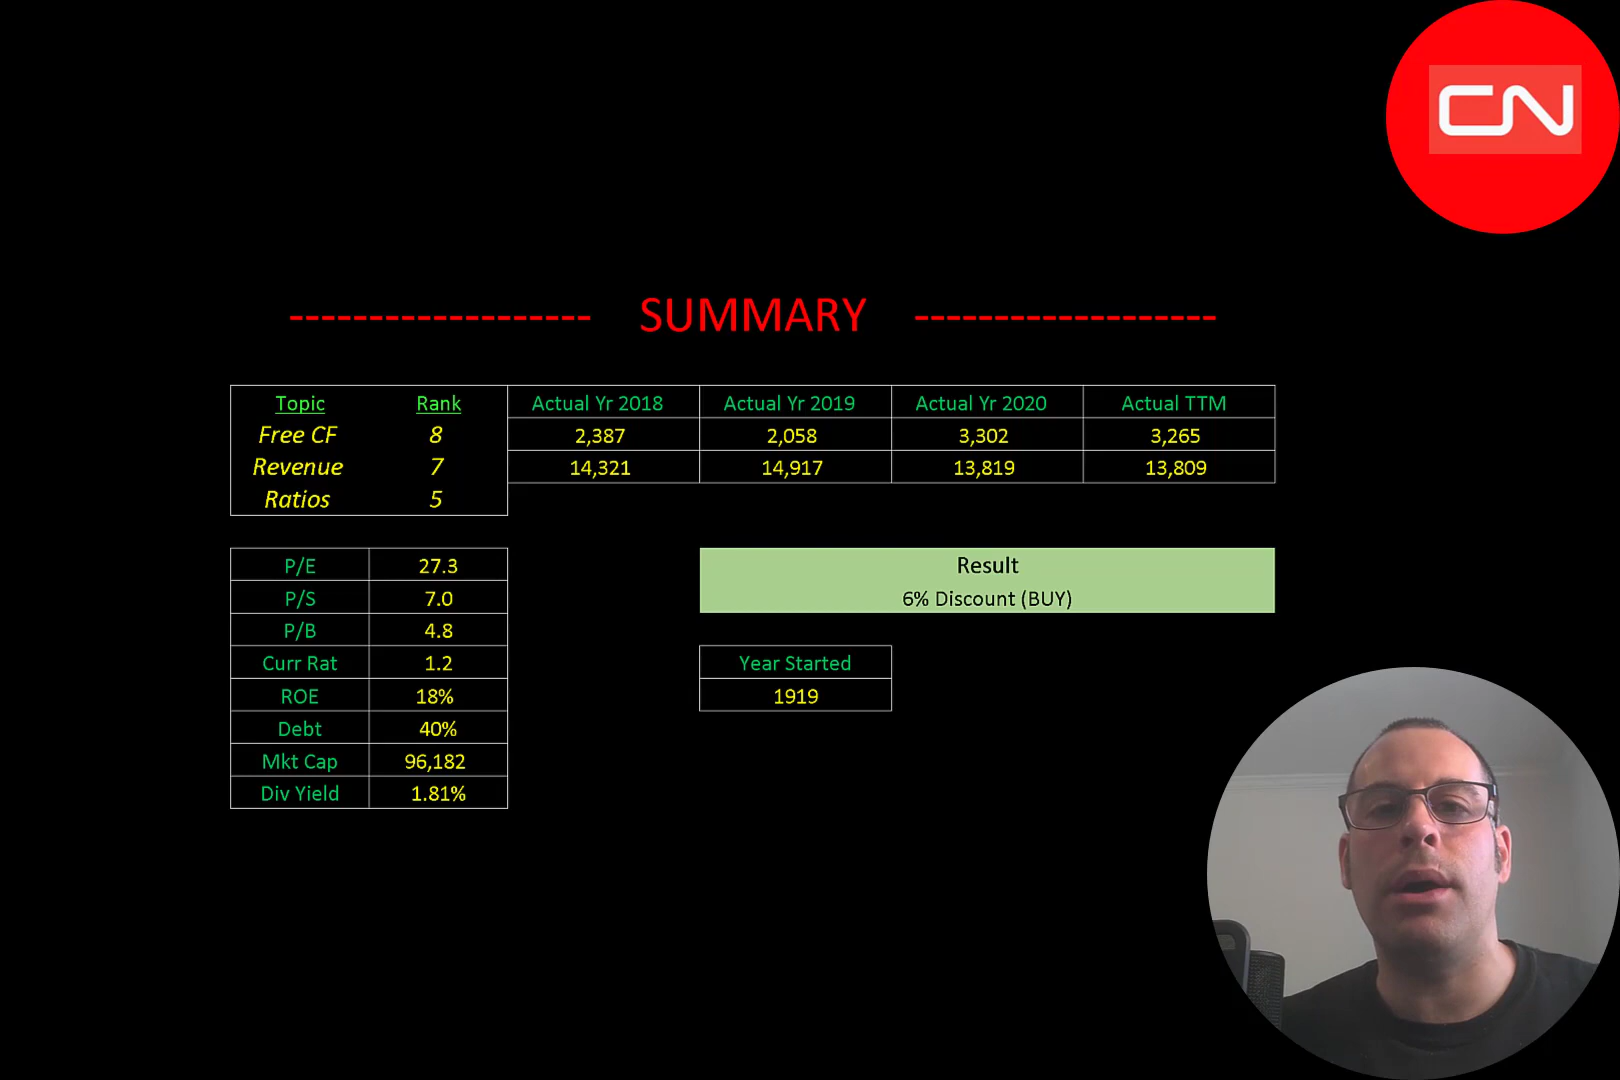 CN
------------------- SUMMARY -------------------
Topic Rank Actual Yr 2018 Actual Yr 2019 Actual Yr 2020 Actual TTM
Free CF 8 2,387 2,058 3,302 3,265
Revenue 7 14,321 14,917 13,819 13,809
Ratios 5
P/E 27.3
P/S 7.0
P/B 4.8
Curr Rat 1.2
ROE 18%
Debt 40%
Mkt Cap 96,182
Div Yield 1.81%
Result
6% Discount (BUY)
Year Started
1919